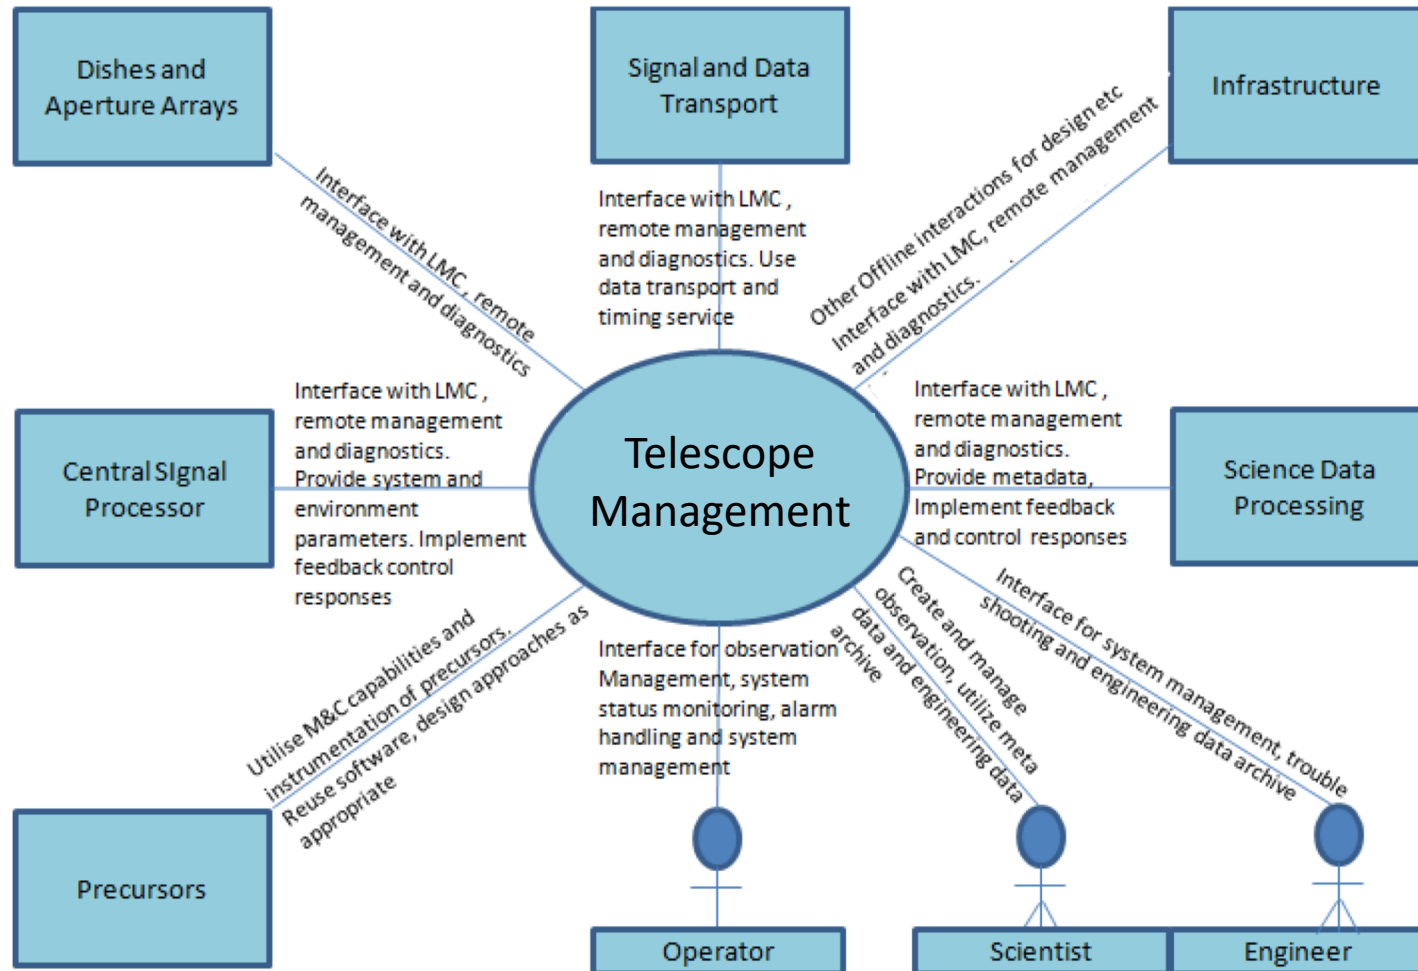 Dishes and
Aperture Arrays
Signal and Data
Transport
Infrastructure
Interface with LMC , remote
management and diagnostics
Interface with LMC ,
remote management
and diagnostics. Use
data transport and
timing service
Other Offline interactions for design etc
Interface with LMC, remote management
and diagnostics.
Central SIgnal
Processor
Interface with LMC ,
remote management
and diagnostics.
Provide system and
environment
parameters. Implement
feedback control
responses
Telescope
Management
Interface with LMC ,
remote management
and diagnostics.
Provide metadata,
Implement feedback
and control responses
Science Data
Processing
Utilise M&C capabilities and
instrumentation of precursors.
Reuse software, design approaches as
appropriate
Interface for observation
Management, system
status monitoring, alarm
handling and system
management
Create and manage
observation, utilize meta
data and engineering data
archive
Interface for system management, trouble
shooting and engineering data archive
Precursors
Operator
Scientist
Engineer